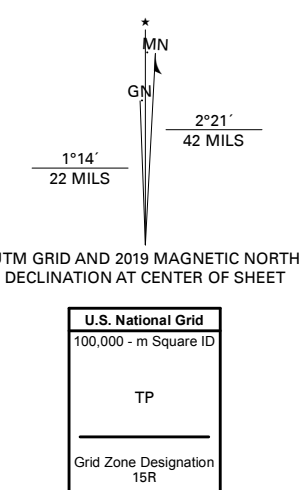 ★
MN
GN
2°21´
42 MILS
1°14´
22 MILS
UTM GRID AND 2019 MAGNETIC NORTH
DECLINATION AT CENTER OF SHEET
U.S. National Grid
100,000 - m Square ID
TP
Grid Zone Designation
15R